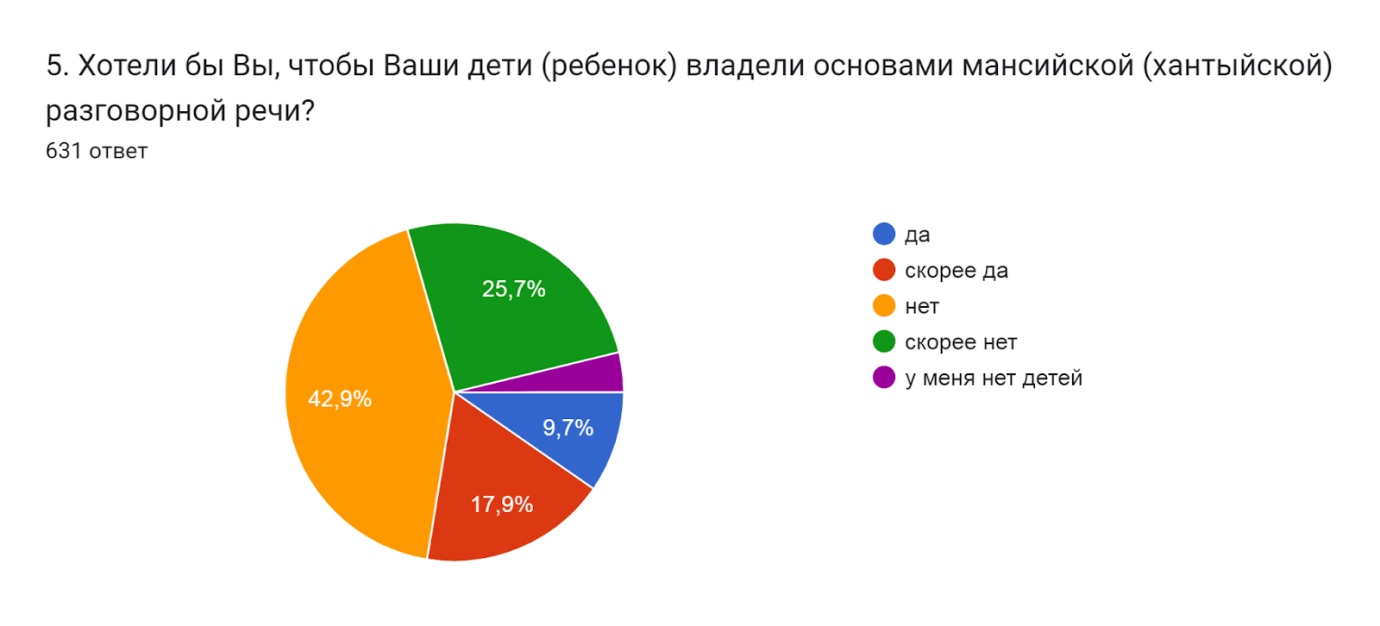 5. Хотели бы Вы, чтобы Ваши дети (ребенок) владели основами мансийской (хантыйской)
разговорной речи?
631 ответ
да
скорее да
нет
скорее нет
у меня нет детей
25,7%
42,9%
9,7%
17,9%